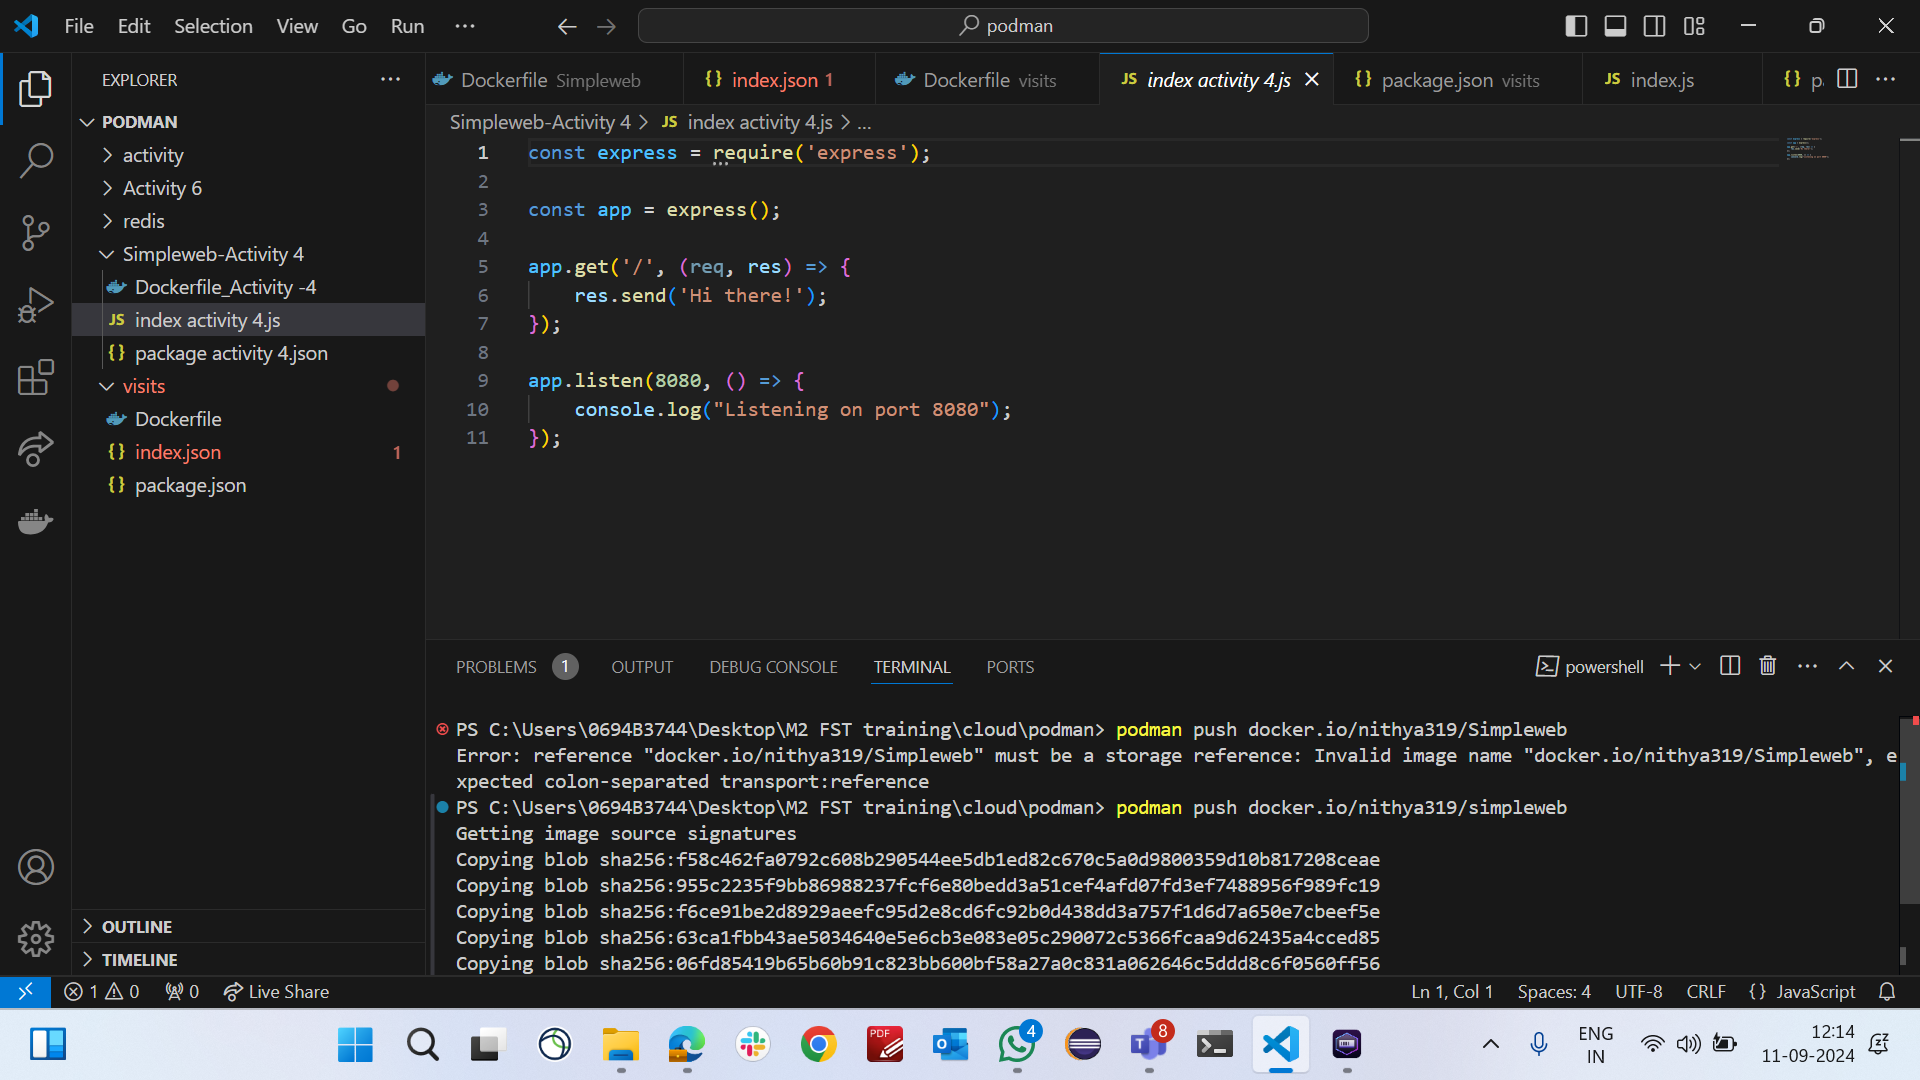 File Edit Selection View Go Run ··· podman
EXPLORER ···
PODMAN
activity
Activity 6
redis
Simpleweb-Activity 4
Dockerfile_Activity -4
JS index activity 4.js
{} package activity 4.json
visits
Dockerfile
{} index.json 1
{} package.json
OUTLINE
TIMELINE
Dockerfile Simpleweb {} index.json 1 Dockerfile visits JS index activity 4.js {} package.json visits JS index.js {} pa ···
Simpleweb-Activity 4 > JS index activity 4.js > ...
1 const express = require('express');
2
3 const app = express();
4
5 app.get('/', (req, res) => {
6 res.send('Hi there!');
7 });
8
9 app.listen(8080, () => {
10 console.log("Listening on port 8080");
11 });
PROBLEMS 1 OUTPUT DEBUG CONSOLE TERMINAL PORTS powershell ···
PS C:\Users\0694B3744\Desktop\M2 FST training\cloud\podman> podman push docker.io/nithya319/Simpleweb
Error: reference "docker.io/nithya319/Simpleweb" must be a storage reference: Invalid image name "docker.io/nithya319/Simpleweb", e
xpected colon-separated transport:reference
PS C:\Users\0694B3744\Desktop\M2 FST training\cloud\podman> podman push docker.io/nithya319/simpleweb
Getting image source signatures
Copying blob sha256:f58c462fa0792c608b290544ee5db1ed82c670c5a0d9800359d10b817208ceae
Copying blob sha256:955c2235f9bb86988237fcf6e80bedd3a51cef4afd07fd3ef7488956f989fc19
Copying blob sha256:f6ce91be2d8929aeefc95d2e8cd6fc92b0d438dd3a757f1d6d7a650e7cbeef5e
Copying blob sha256:63ca1fbb43ae5034640e5e6cb3e083e05c290072c5366fcaa9d62435a4cced85
Copying blob sha256:06fd85419b65b60b91c823bb600bf58a27a0c831a062646c5ddd8c6f0560ff56
1 0 0 Live Share Ln 1, Col 1 Spaces: 4 UTF-8 CRLF {} JavaScript
PDF 4 8 ENG
IN
12:14
11-09-2024